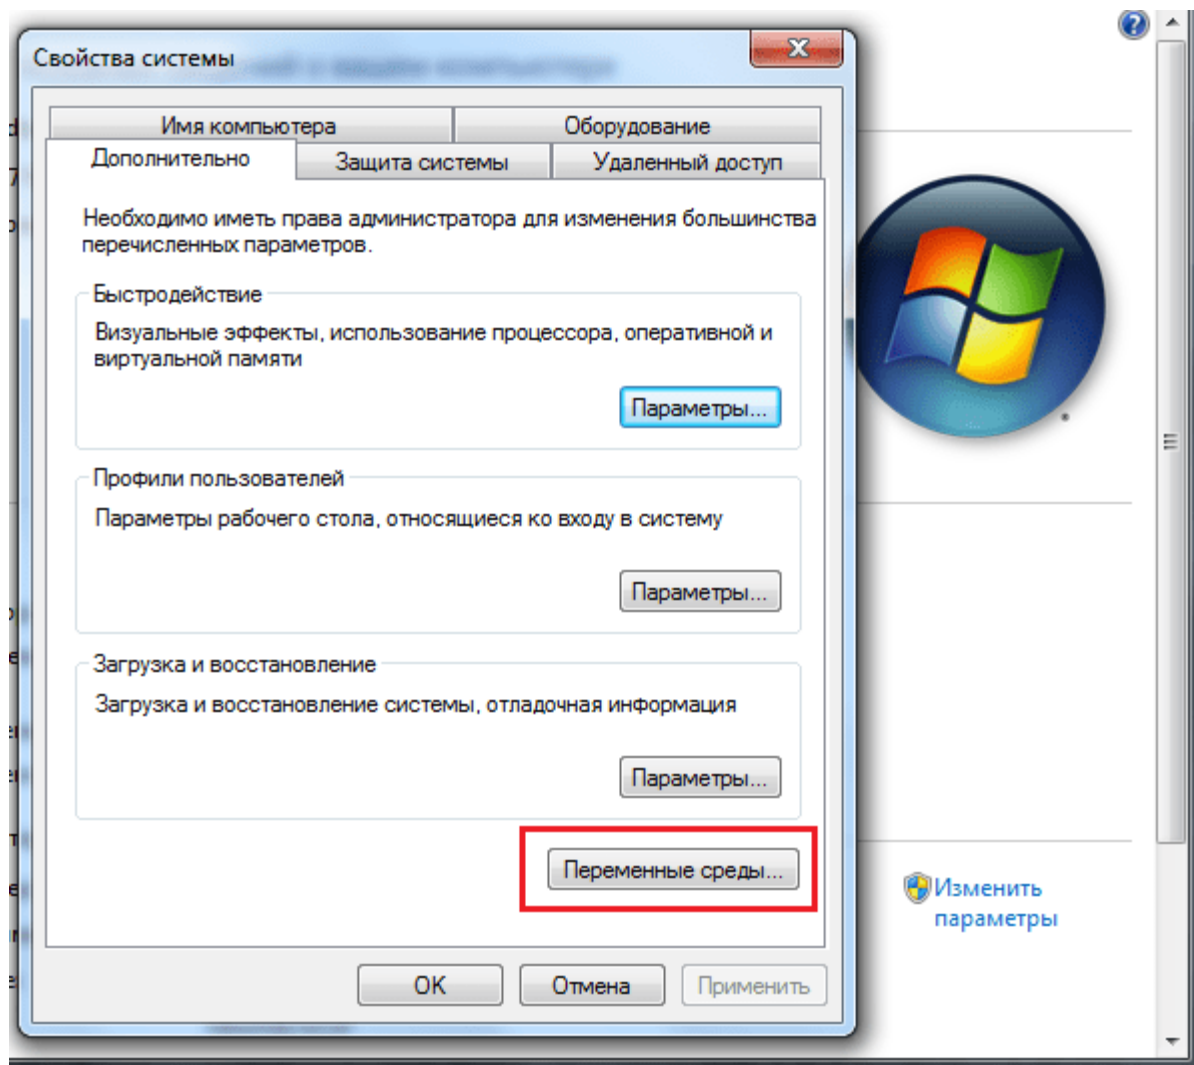 Свойства системы
Имя компьютера
Оборудование
Дополнительно
Защита системы
Удаленный доступ
Необходимо иметь права администратора для изменения большинства
перечисленных параметров.
Быстродействие
Визуальные эффекты, использование процессора, оперативной и
виртуальной памяти
Параметры...
Профили пользователей
Параметры рабочего стола, относящиеся ко входу в систему
Параметры...
Загрузка и восстановление
Загрузка и восстановление системы, отладочная информация
Параметры...
Переменные среды...
Изменить
параметры
OK
Отмена
Применить